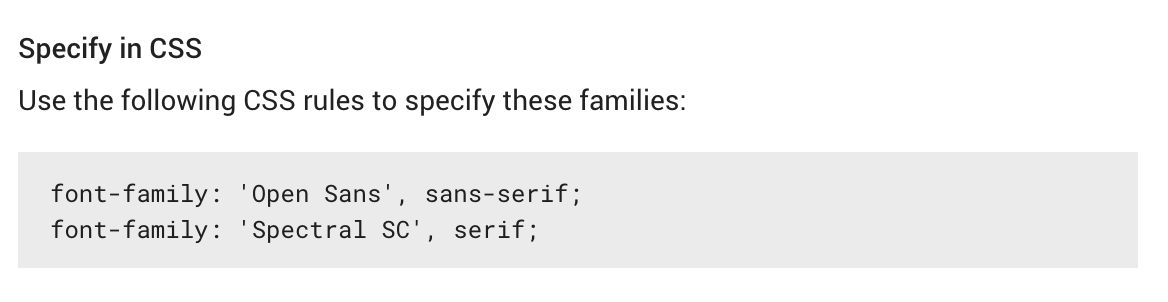 Specify in CSS
Use the following CSS rules to specify these families:
font-family: 'Open Sans', sans-serif;
font-family: 'Spectral SC', serif;